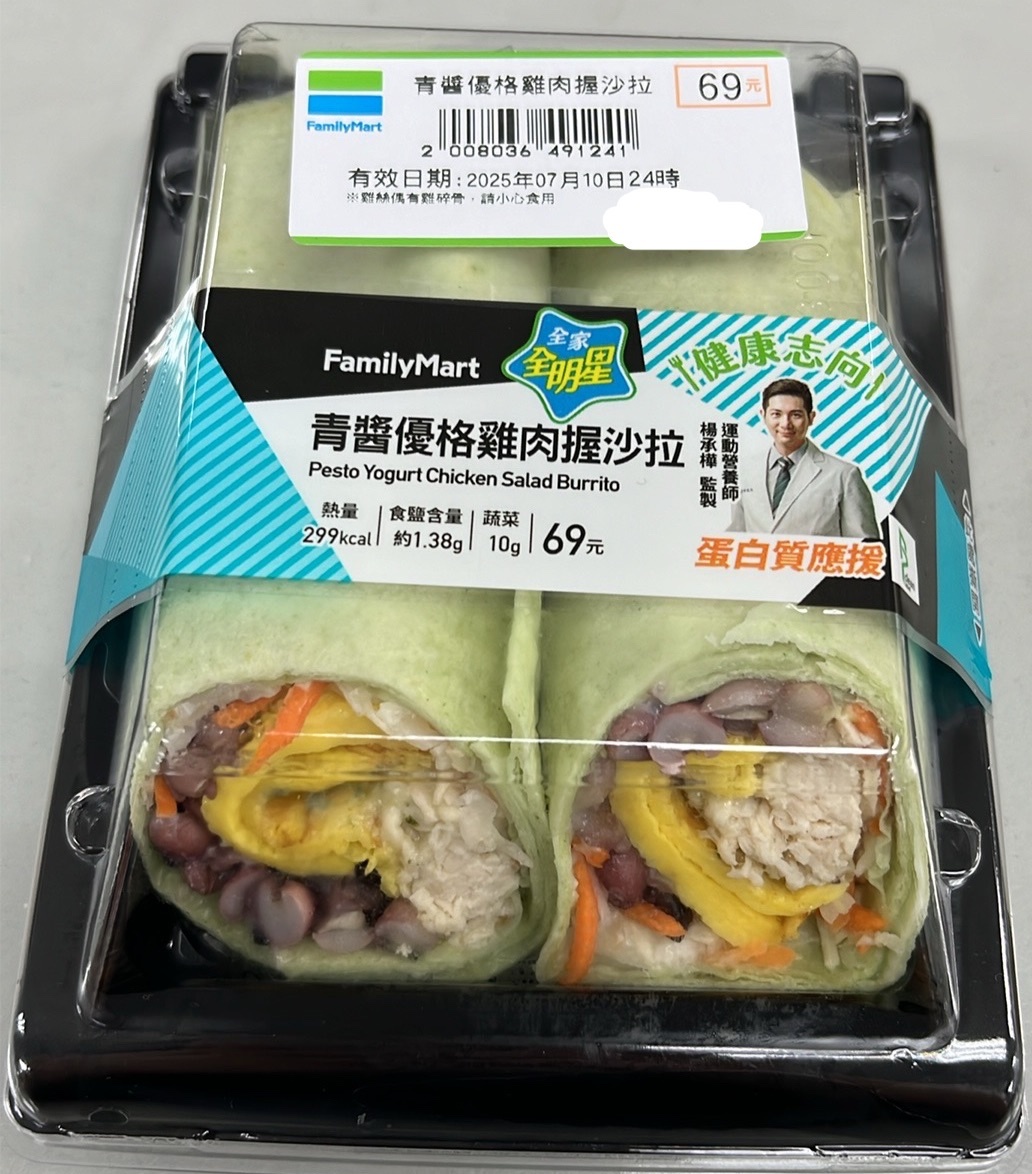 FamilyMart
青醬優格雞肉握沙拉
69元
2 008036 491241
有效日期:2025年07月10日24時
※雞絲偶有雞碎骨,請小心食用
FamilyMart
全家
全明星
健康志向
青醬優格雞肉握沙拉
Pesto Yogurt Chicken Salad Burrito
運動營養師
楊承樺 監製
熱量
299kcal
食鹽含量
約1.38g
蔬菜
10g
69元
蛋白質應援